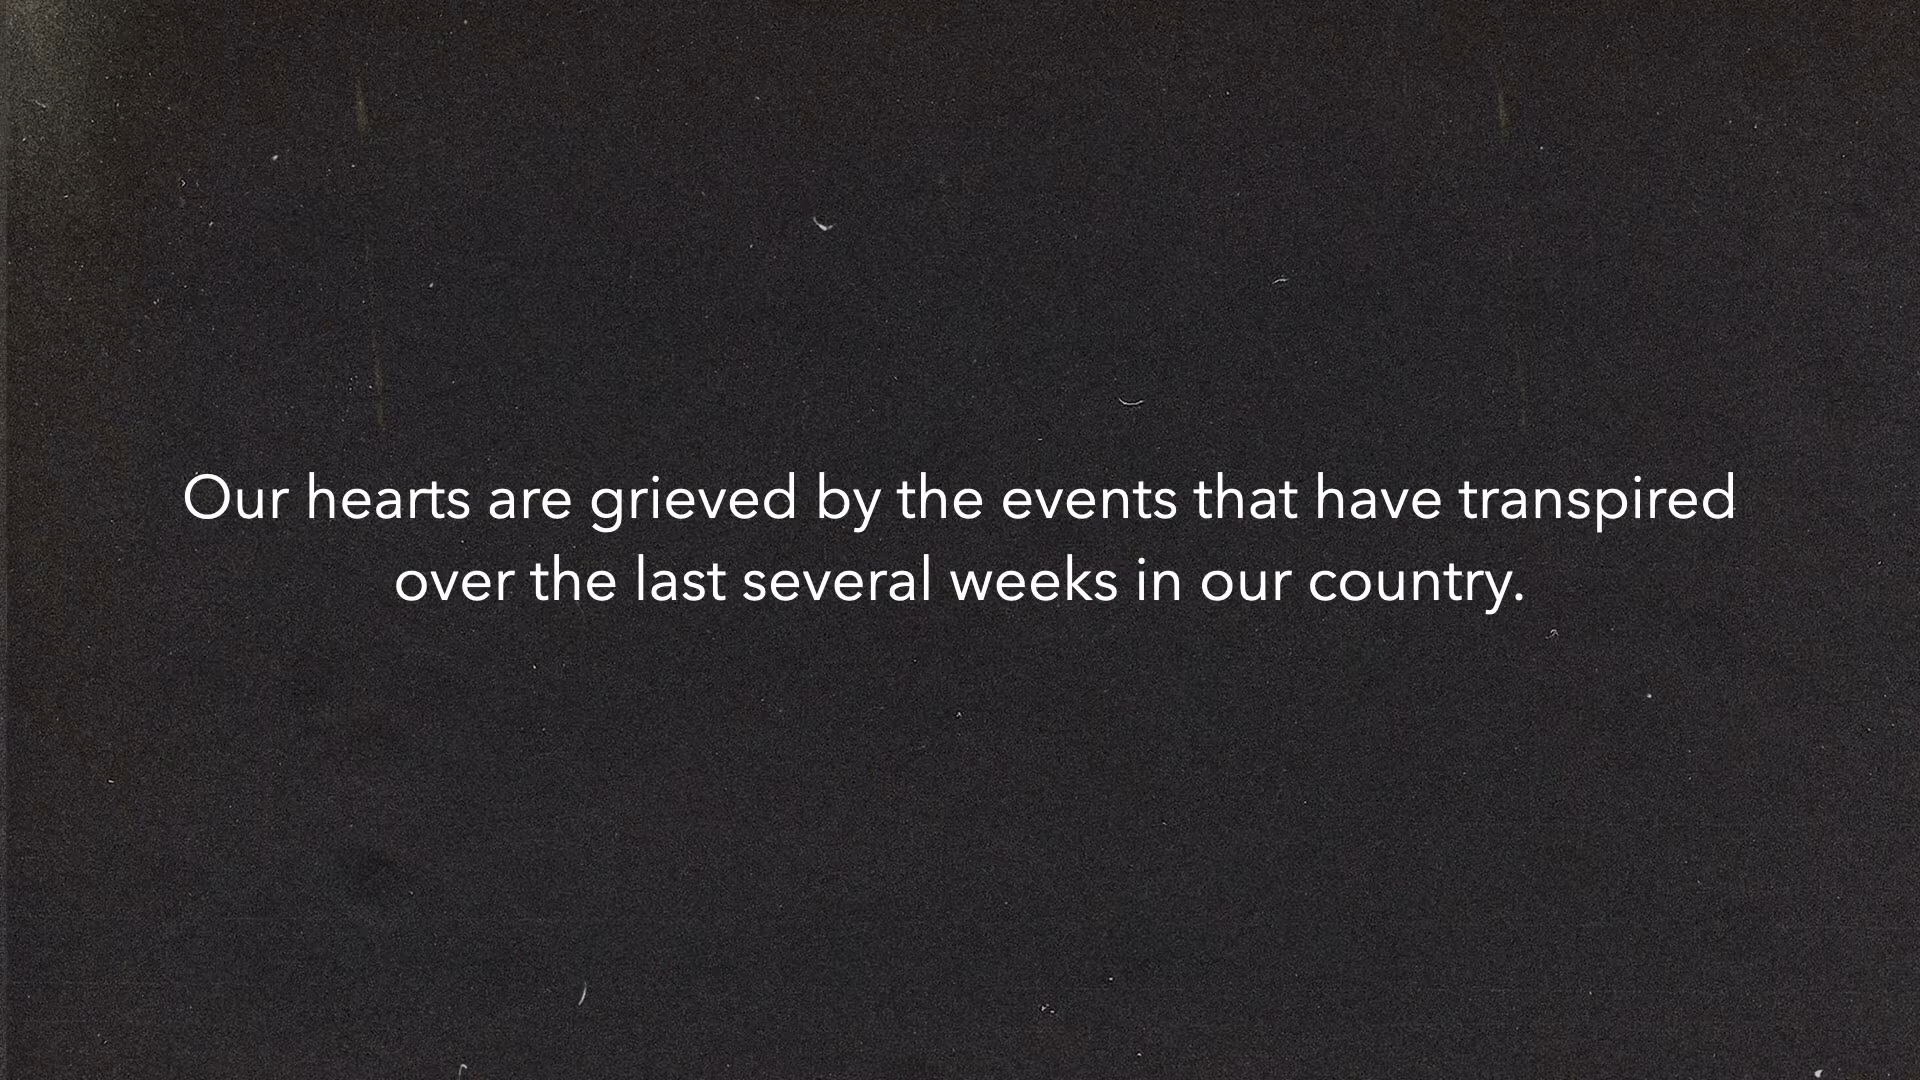 Our hearts are grieved by the events that have transpired
over the last several weeks in our country.